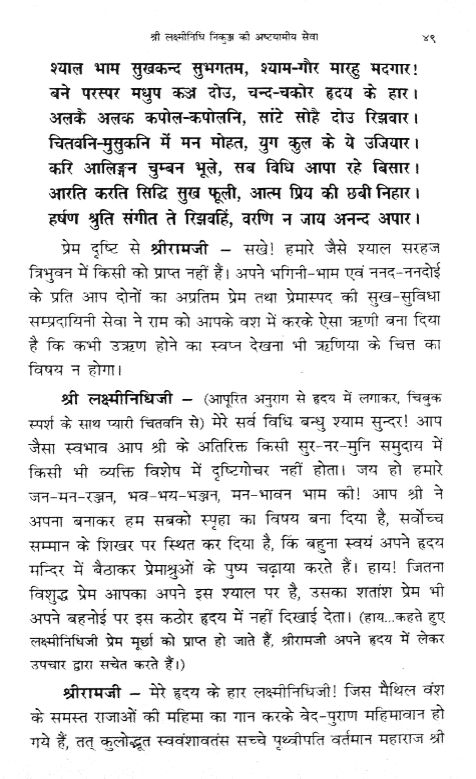 श्री लक्ष्मीनिधि निकुञ्ज की अष्टयामीय सेवा ४९
श्याल भाम सुखकन्द सुभगतम, श्याम-गौर मारहु मदगार!
बने परस्पर मधुप कञ्ज दोउ, चन्द-चकोर हृदय के हार।
अलकै अलक कपोल-कपोलनि, सांटे सोहै दोउ रिझवार।
चितवनि-मुसुकनि में मन मोहत, युग कुल के ये उजियार।
करि आलिङ्गन चुम्बन भूले, सब विधि आपा रहे बिसार।
आरति करति सिद्धि सुख फूली, आत्म प्रिय की छबी निहार।
हर्षण श्रुति संगीत ते रिझवहिं, वरणि न जाय अनन्द अपार।
प्रेम दृष्टि से श्रीरामजी – सखे! हमारे जैसे श्याल सरहज
त्रिभुवन में किसी को प्राप्त नहीं हैं। अपने भगिनी-भाम एवं ननद-ननदोई
के प्रति आप दोनों का अप्रतिम प्रेम तथा प्रेमास्पद की सुख-सुविधा
सम्प्रदायिनी सेवा ने राम को आपके वश में करके ऐसा ऋणी बना दिया
है कि कभी उऋण होने का स्वप्न देखना भी ऋणिया के चित्त का
विषय न होगा।
श्री लक्ष्मीनिधिजी – (आपूरित अनुराग से हृदय में लगाकर, चिबुक
स्पर्श के साथ प्यारी चितवनि से) मेरे सर्व विधि बन्धु श्याम सुन्दर! आप
जैसा स्वभाव आप श्री के अतिरिक्त किसी सुर-नर-मुनि समुदाय में
किसी भी व्यक्ति विशेष में दृष्टिगोचर नहीं होता। जय हो हमारे
जन-मन-रञ्जन, भव-भय-भञ्जन, मन-भावन भाम की! आप श्री ने
अपना बनाकर हम सबको स्पृहा का विषय बना दिया है, सर्वोच्च
सम्मान के शिखर पर स्थित कर दिया है, किं बहुना स्वयं अपने हृदय
मन्दिर में बैठाकर प्रेमाश्रुओं के पुष्प चढ़ाया करते हैं। हाय! जितना
विशुद्ध प्रेम आपका अपने इस श्याल पर है, उसका शतांश प्रेम भी
अपने बहनोई पर इस कठोर हृदय में नहीं दिखाई देता। (हाय...कहते हुए
लक्ष्मीनिधिजी प्रेम मूर्छा को प्राप्त हो जाते हैं, श्रीरामजी अपने हृदय में लेकर
उपचार द्वारा सचेत करते हैं।)
श्रीरामजी – मेरे हृदय के हार लक्ष्मीनिधिजी! जिस मैथिल वंश
के समस्त राजाओं की महिमा का गान करके वेद-पुराण महिमावान हो
गये हैं, तत् कुलोद्भूत स्ववंशावतंस सच्चे पृथ्वीपति वर्तमान महाराज श्री